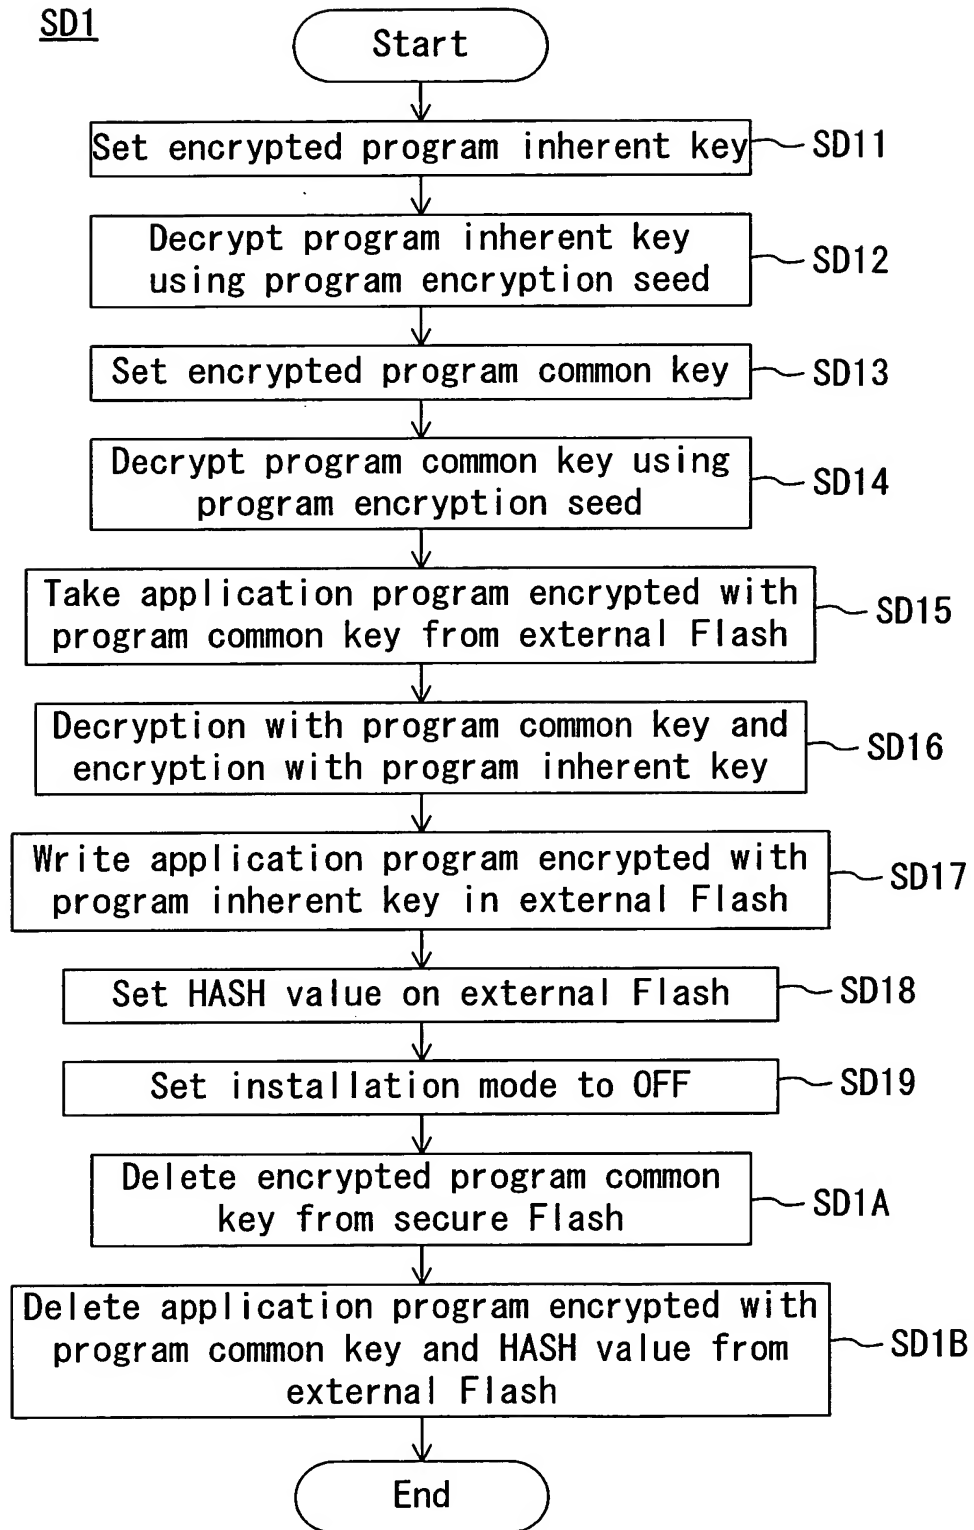 SD1
Start
Set encrypted program inherent key
SD11
Decrypt program inherent key
using program encryption seed
SD12
Set encrypted program common key
SD13
Decrypt program common key using
program encryption seed
SD14
Take application program encrypted with
program common key from external Flash
SD15
Decryption with program common key and
encryption with program inherent key
SD16
Write application program encrypted with
program inherent key in external Flash
SD17
Set HASH value on external Flash
SD18
Set installation mode to OFF
SD19
Delete encrypted program common
key from secure Flash
SD1A
Delete application program encrypted with
program common key and HASH value from
external Flash
SD1B
End